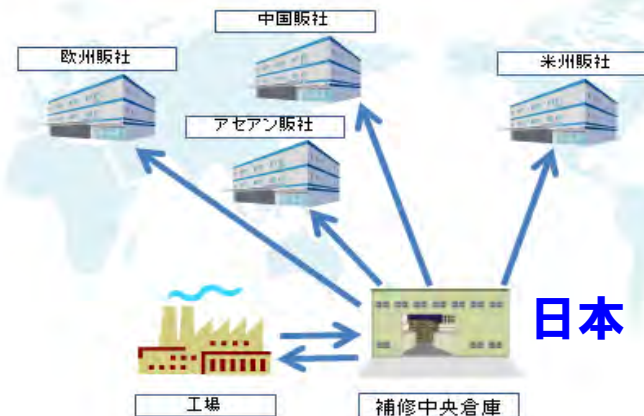 中国販社
欧州販社
米州販社
アセアン販社
日本
工場
補修中央倉庫